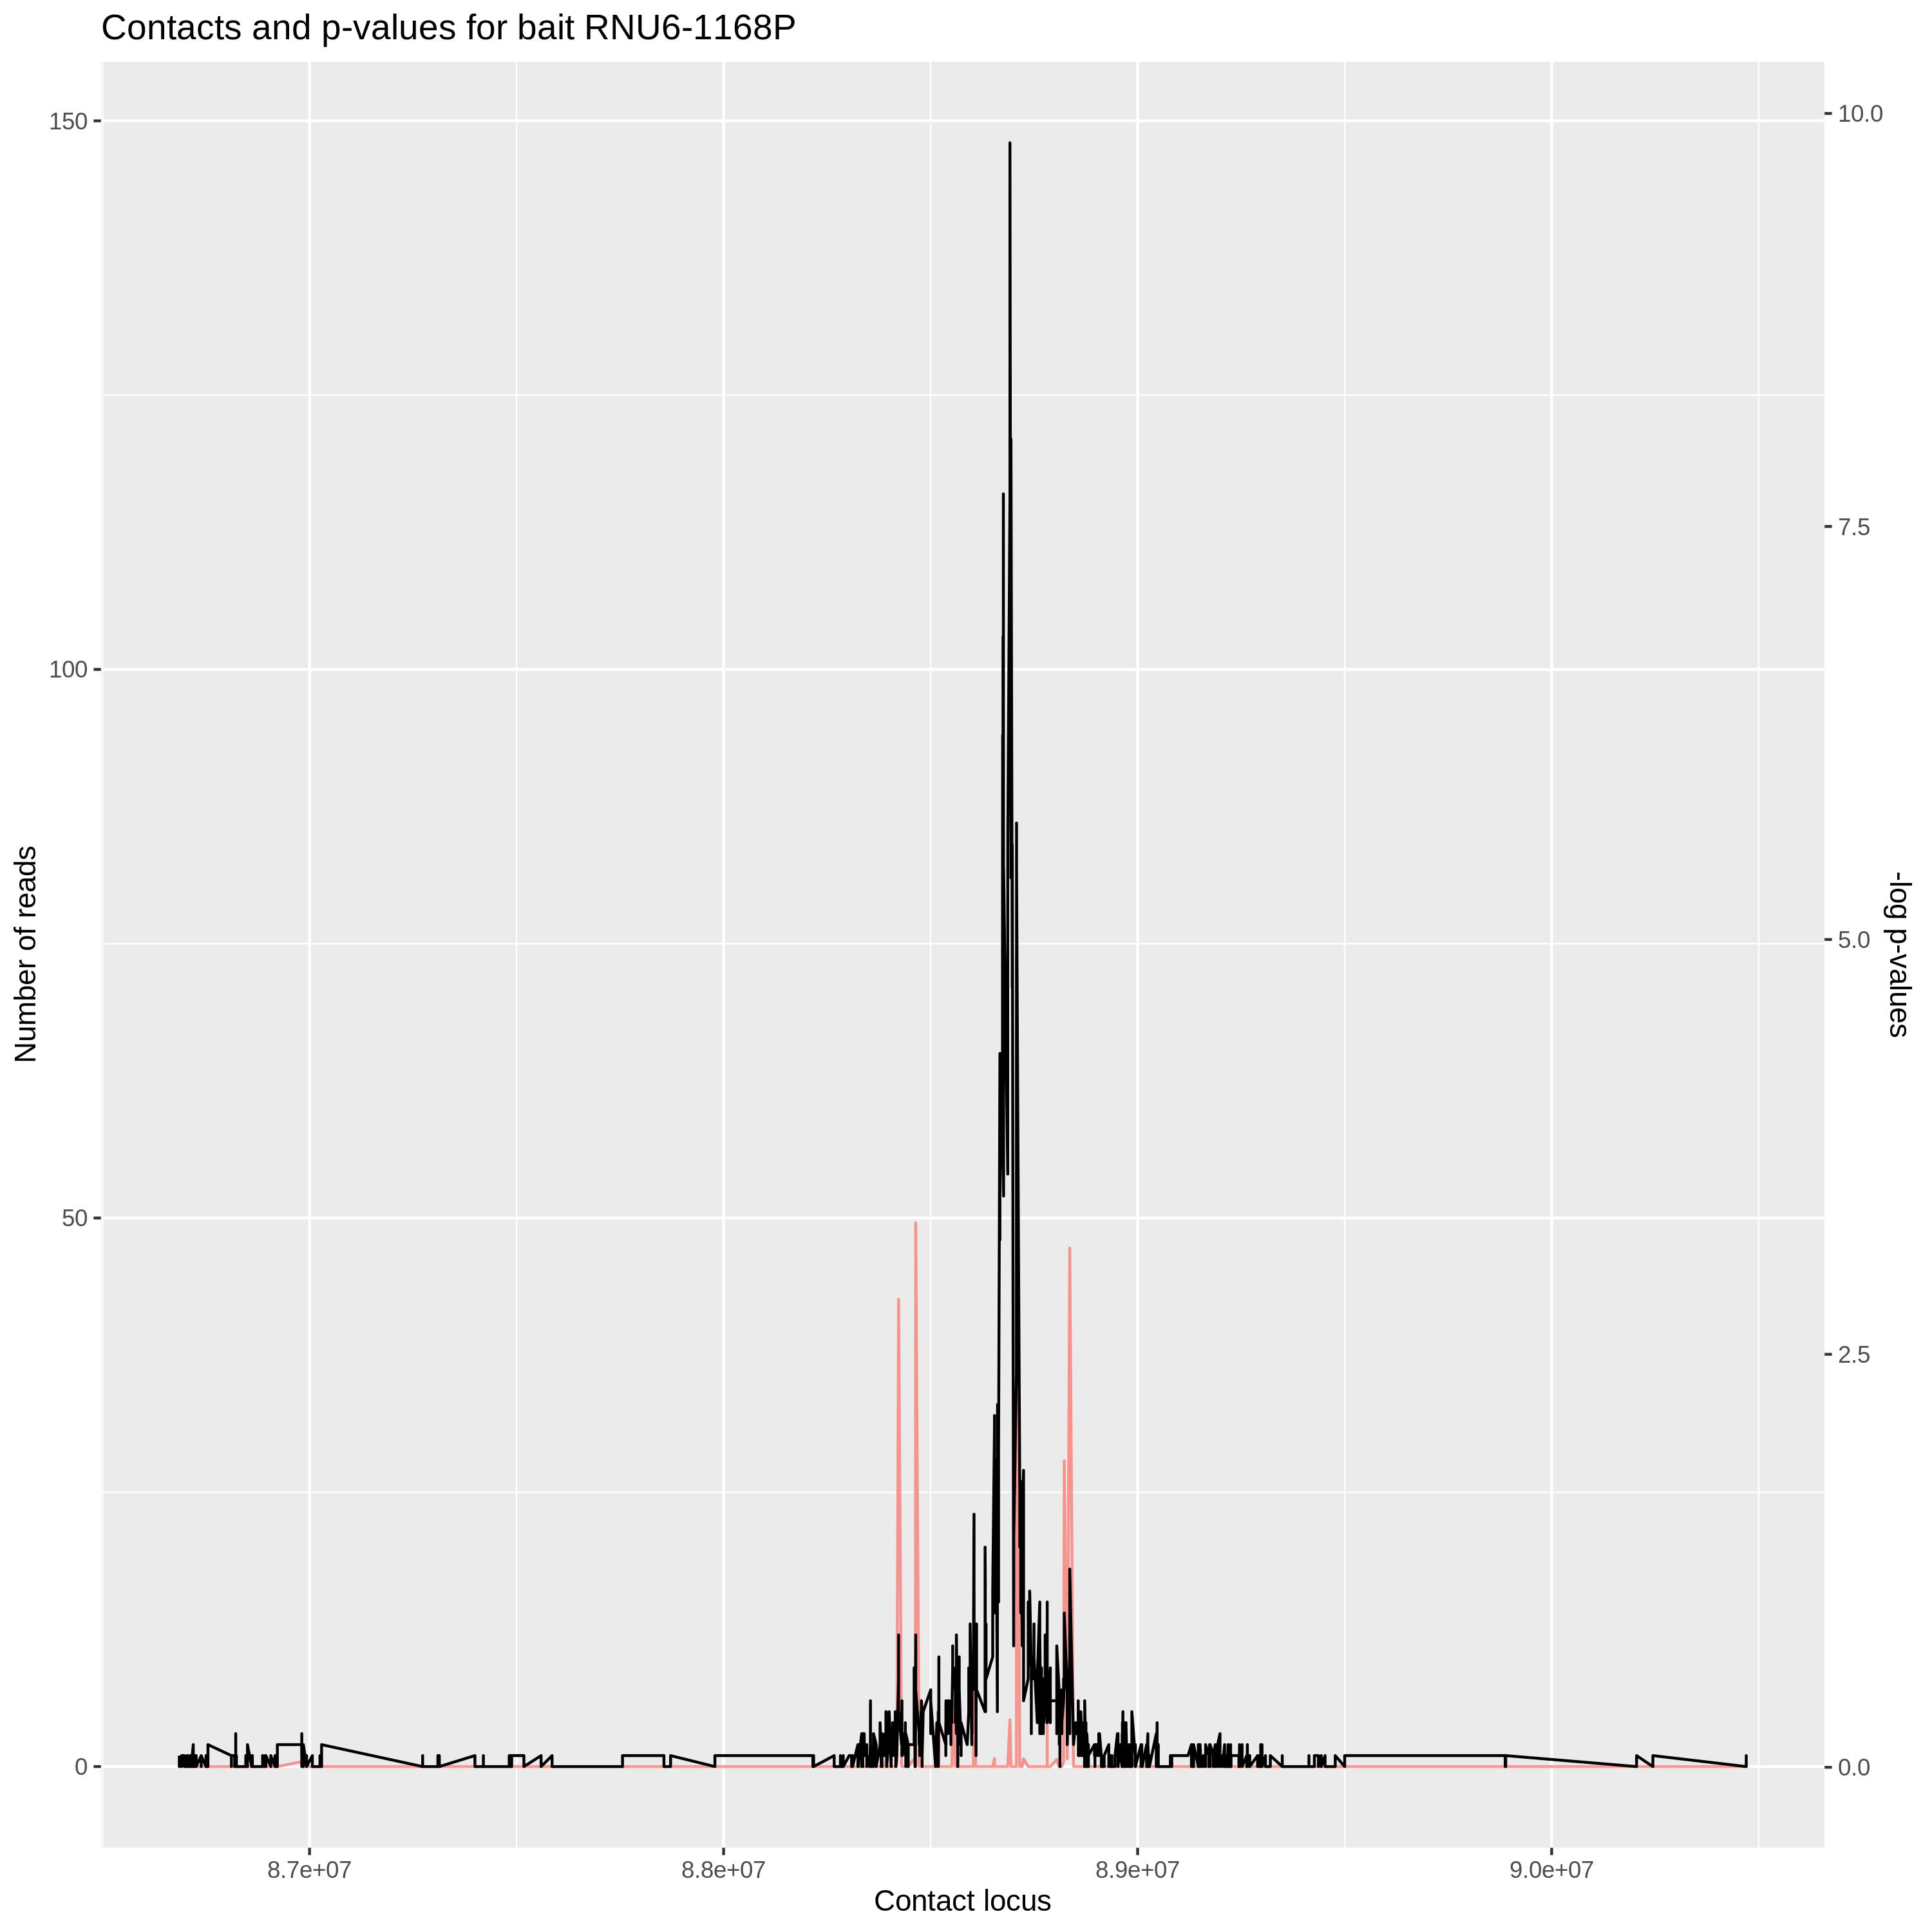 Contacts and p-values for bait RNU6-1168P
150
100
50
0
Number of reads
10.0
7.5
5.0
2.5
0.0
-log p-values
8.7e+07
8.8e+07
8.9e+07
9.0e+07
Contact locus